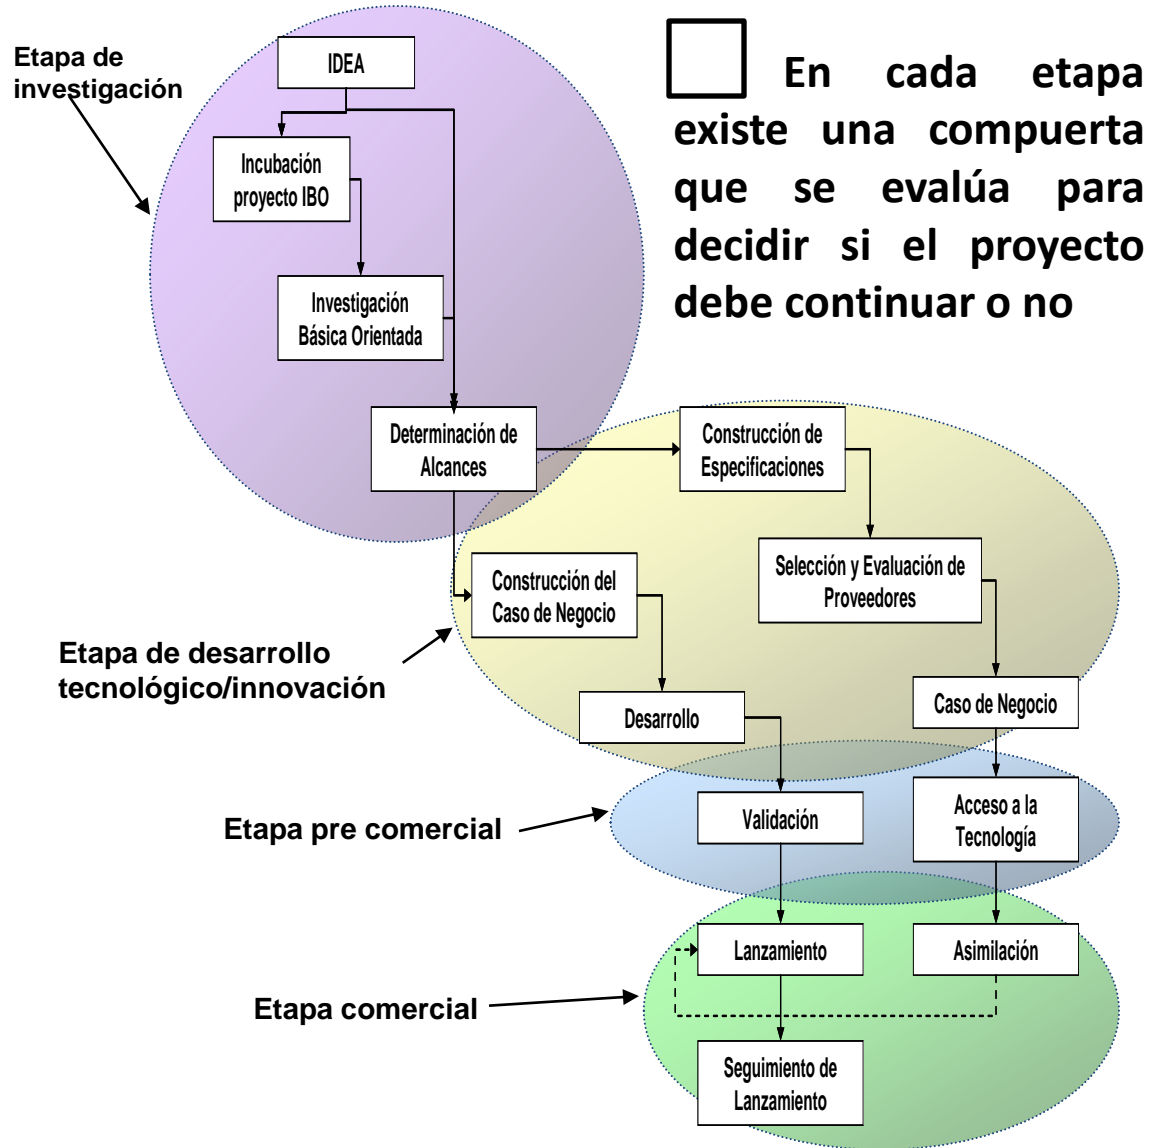 Etapa de
investigación
IDEA
En cada etapa
existe una compuerta
que se evalúa para
decidir si el proyecto
debe continuar o no
Incubación
proyecto IBO
Investigación
Básica Orientada
Determinación de
Alcances
Construcción de
Especificaciones
Selección y Evaluación de
Proveedores
Construcción del
Caso de Negocio
Etapa de desarrollo
tecnológico/innovación
Desarrollo
Caso de Negocio
Etapa pre comercial
Validación
Acceso a la
Tecnología
Lanzamiento
Asimilación
Etapa comercial
Seguimiento de
Lanzamiento